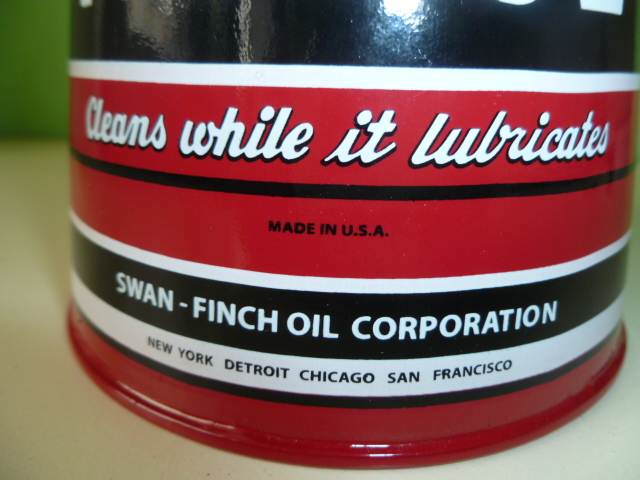 Cleans while it lubricates
MADE IN U.S.A.
SWAN - FINCH OIL CORPORATION
NEW YORK DETROIT CHICAGO SAN FRANCISCO